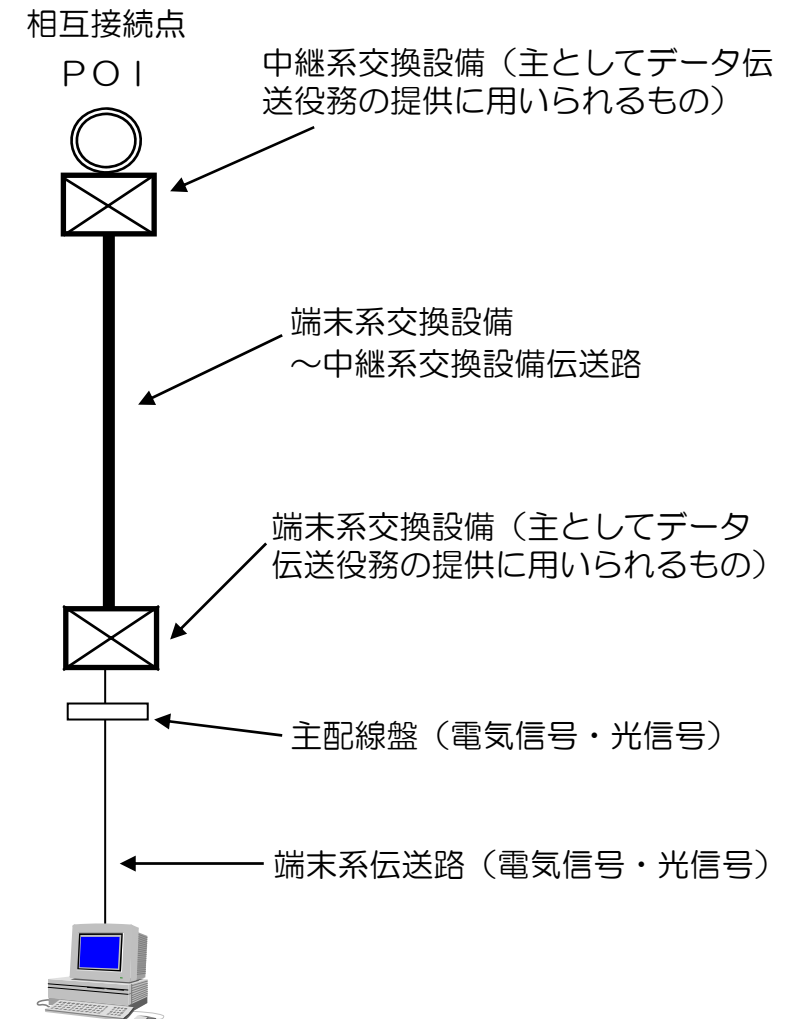 相互接続点
ＰＯＩ
中継系交換設備（主としてデータ伝
送役務の提供に用いられるもの）
端末系交換設備
～中継系交換設備伝送路
端末系交換設備（主としてデータ
伝送役務の提供に用いられるもの）
主配線盤（電気信号・光信号）
端末系伝送路（電気信号・光信号）